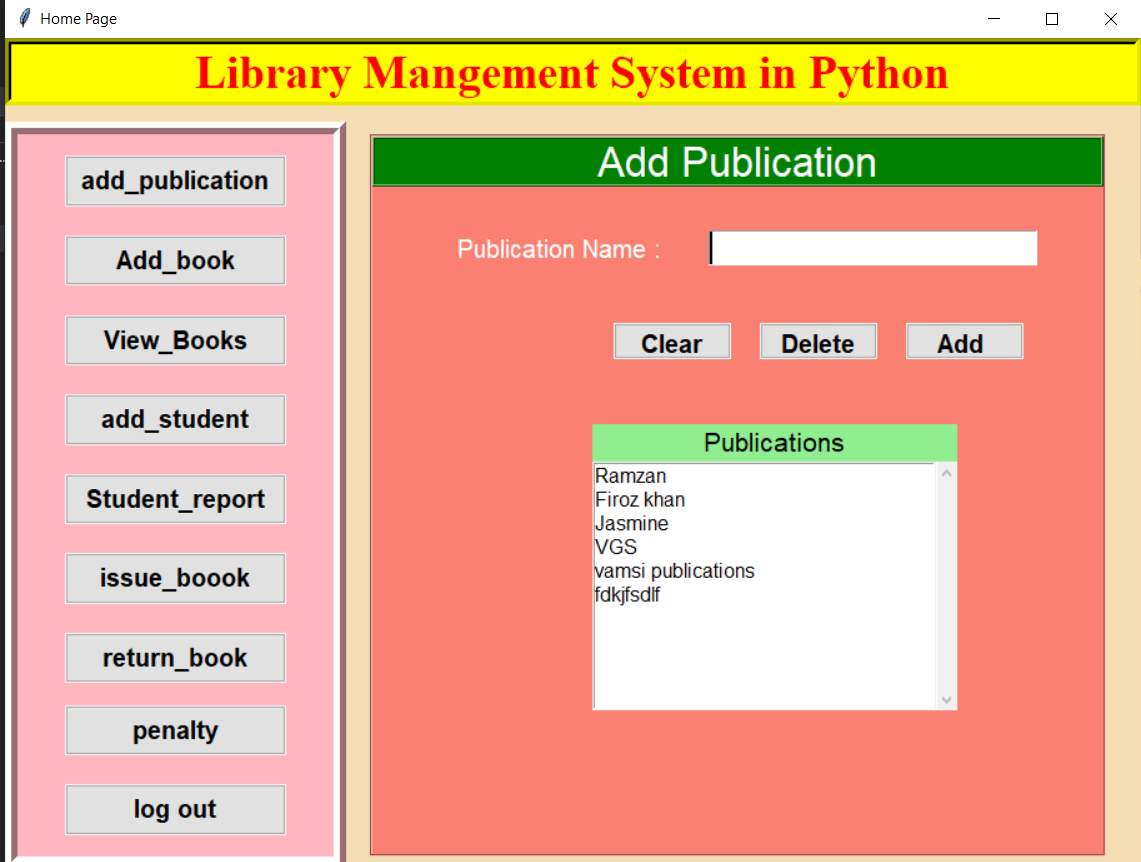 Home Page
Library Mangement System in Python
add_publication
Add_book
View_Books
add_student
Student_report
issue_boook
return_book
penalty
log out
Add Publication
Publication Name :
Clear Delete Add
Publications
Ramzan
Firoz khan
Jasmine
VGS
vamsi publications
fdkjfsdlf